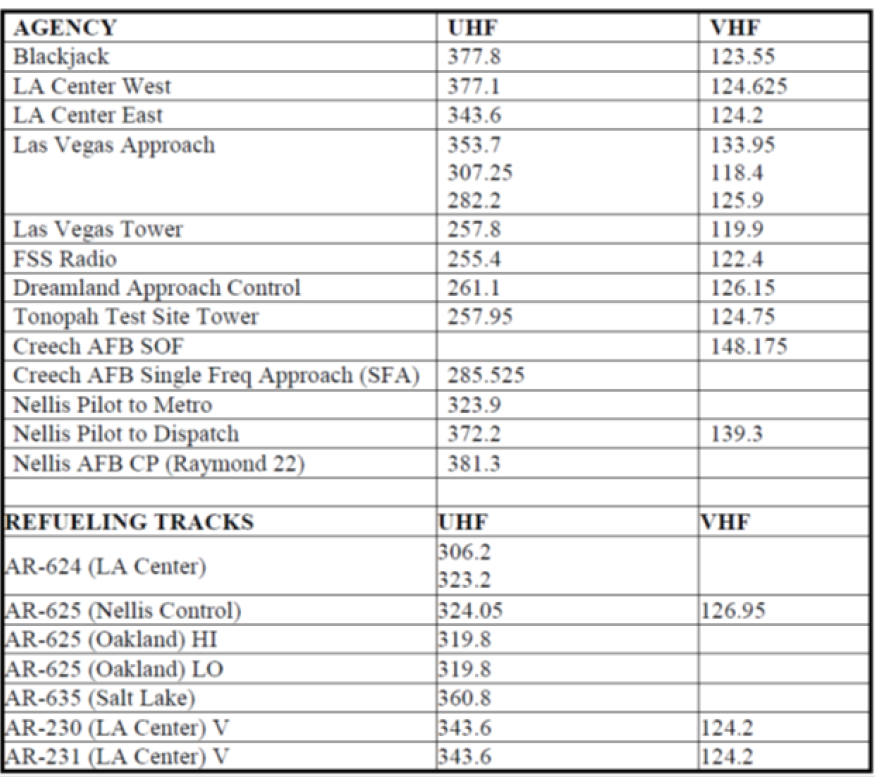 AGENCY UHF VHF
Blackjack 377.8 123.55
LA Center West 377.1 124.625
LA Center East 343.6 124.2
Las Vegas Approach 353.7 133.95
307.25 118.4
282.2 125.9
Las Vegas Tower 257.8 119.9
FSS Radio 255.4 122.4
Dreamland Approach Control 261.1 126.15
Tonopah Test Site Tower 257.95 124.75
Creech AFB SOF 148.175
Creech AFB Single Freq Approach (SFA) 285.525
Nellis Pilot to Metro 323.9
Nellis Pilot to Dispatch 372.2 139.3
Nellis AFB CP (Raymond 22) 381.3
REFUELING TRACKS UHF VHF
AR-624 (LA Center) 306.2
323.2
AR-625 (Nellis Control) 324.05 126.95
AR-625 (Oakland) HI 319.8
AR-625 (Oakland) LO 319.8
AR-635 (Salt Lake) 360.8
AR-230 (LA Center) V 343.6 124.2
AR-231 (LA Center) V 343.6 124.2